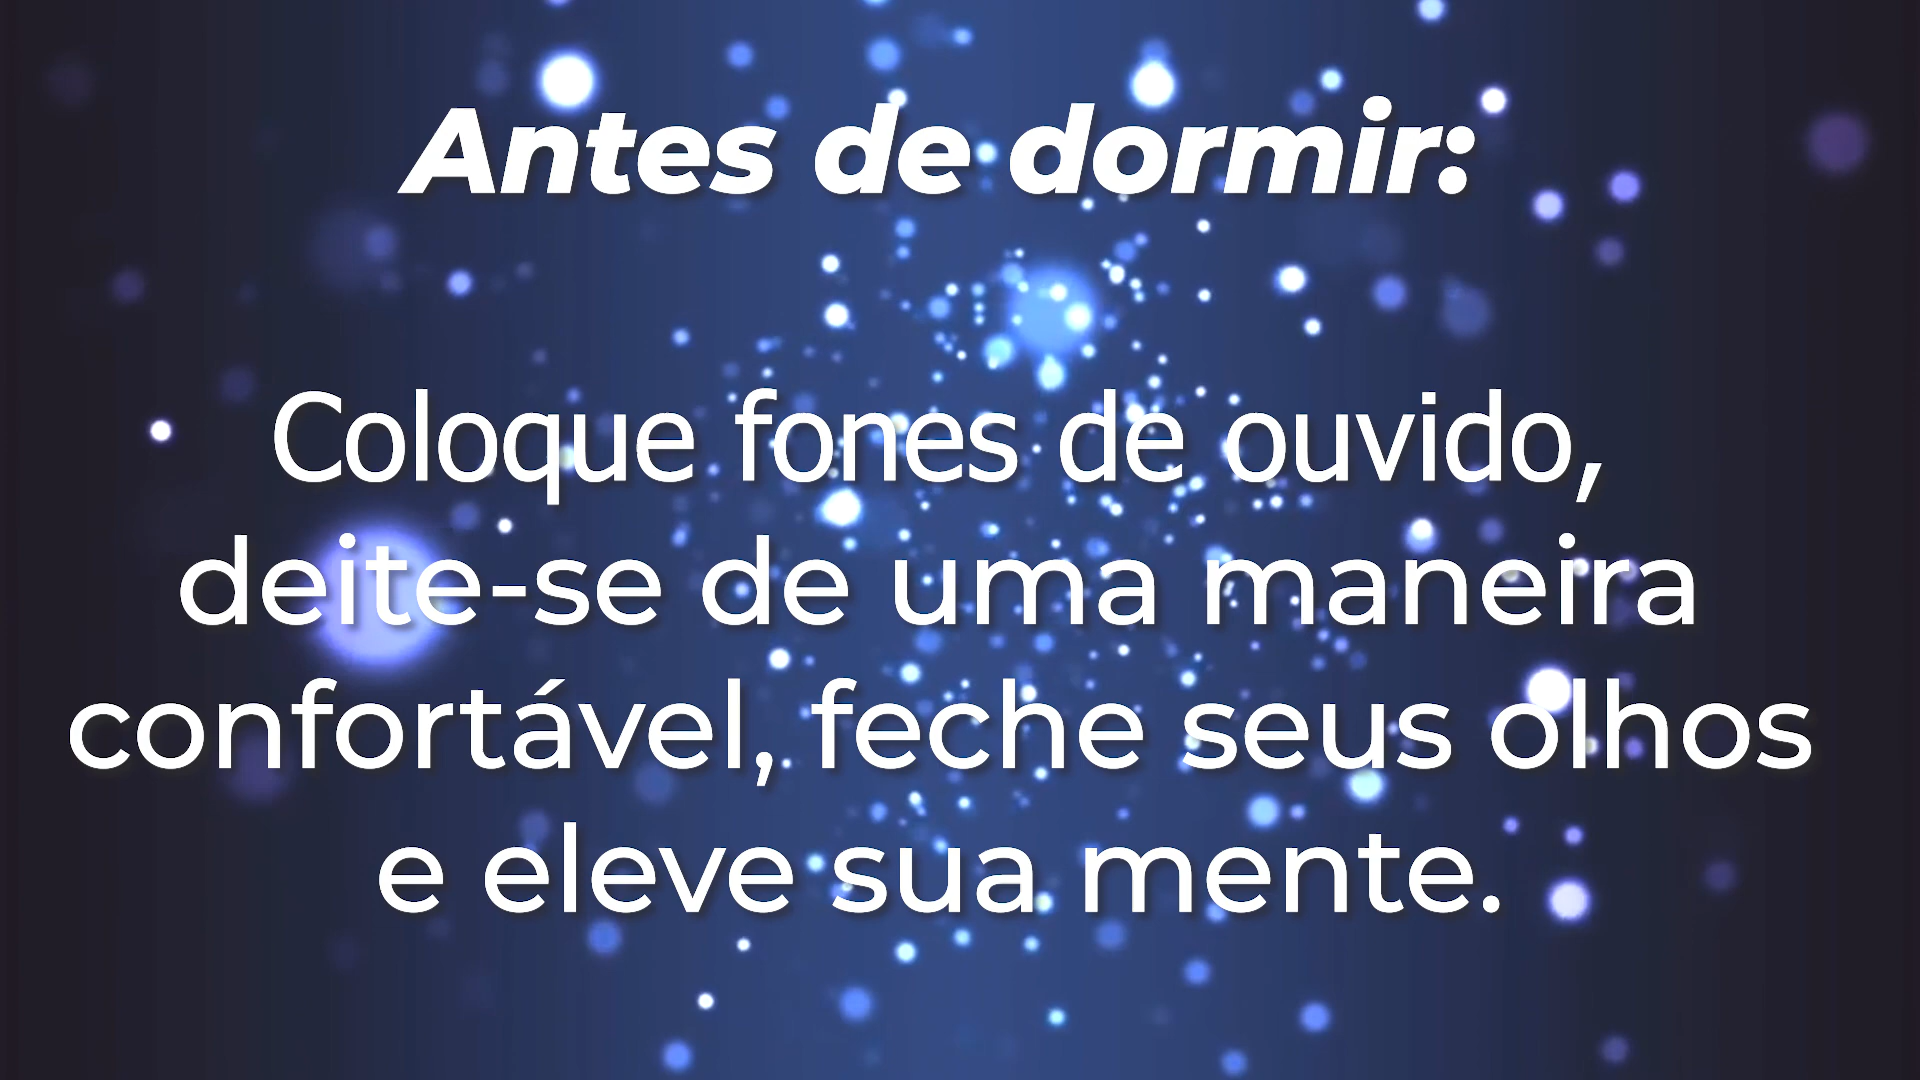 Antes de dormir:
Coloque fones de ouvido,
deite-se de uma maneira
confortável, feche seus olhos
e eleve sua mente.